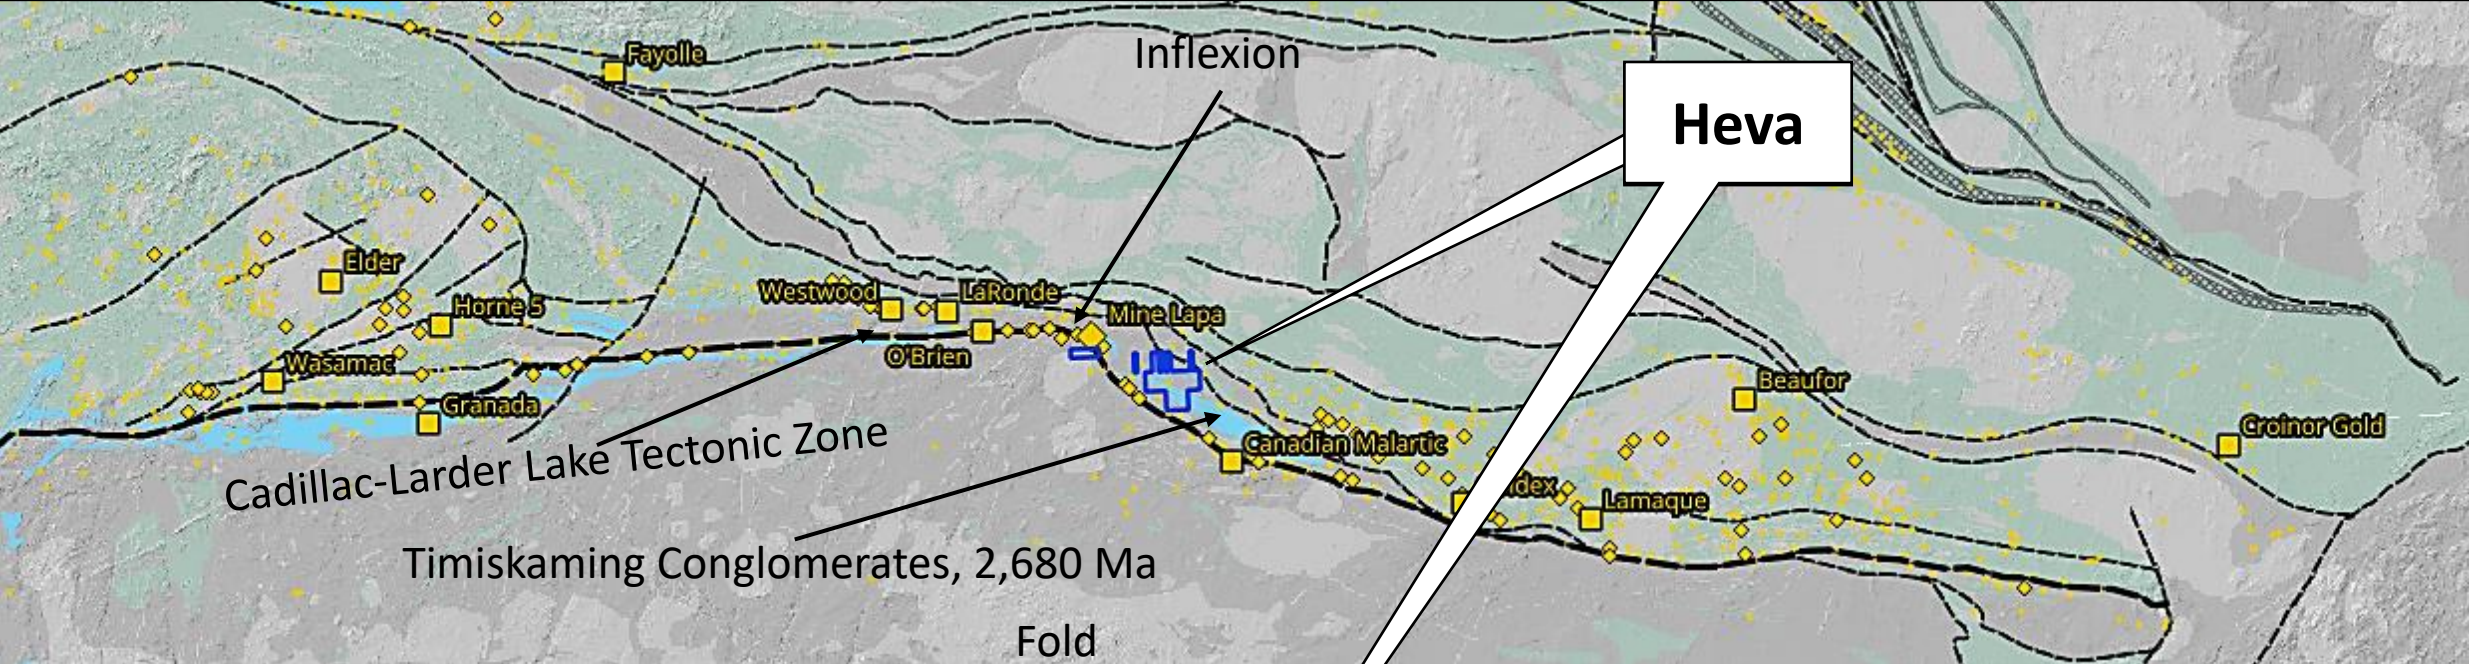 Inflexion
Fayolle
Heva
Elder
Westwood
LaRonde
Horne 5
Mine Lapa
O'Brien
Wasamac
Beaufor
Granada
Croinor Gold
Cadillac-Larder Lake Tectonic Zone
Canadian Malartic
Lamaque
Timiskaming Conglomerates, 2,680 Ma
Fold